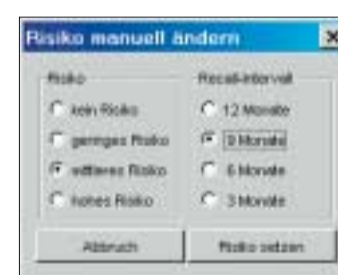 Risiko manuell ändern
Risiko
kein Risiko
geringes Risiko
mittleres Risiko
hohes Risiko
Recall-Intervall
12 Monate
9 Monate
6 Monate
3 Monate
Abbruch
Risiko setzen